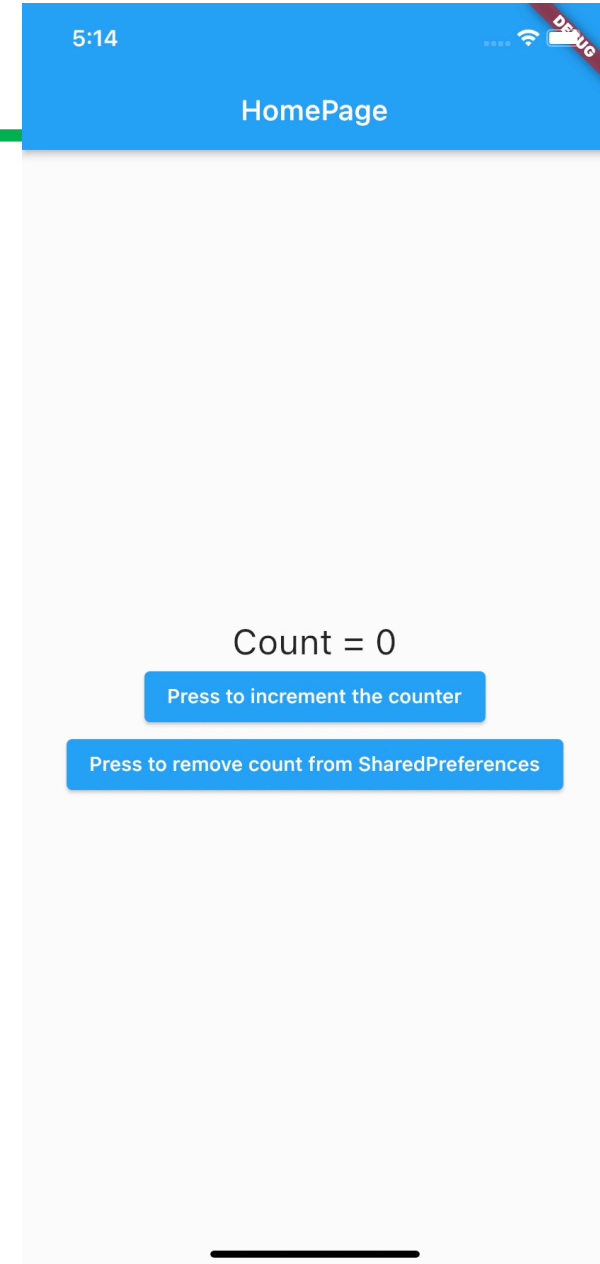 5:14
DEBUG
HomePage
Count = 0
Press to increment the counter
Press to remove count from SharedPreferences